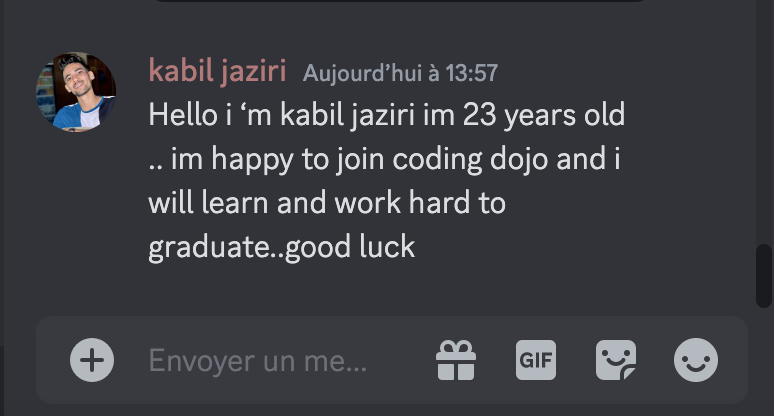 kabil jaziri Aujourd’hui à 13:57
Hello i ‘m kabil jaziri im 23 years old
.. im happy to join coding dojo and i
will learn and work hard to
graduate..good luck
Envoyer un me...
GIF